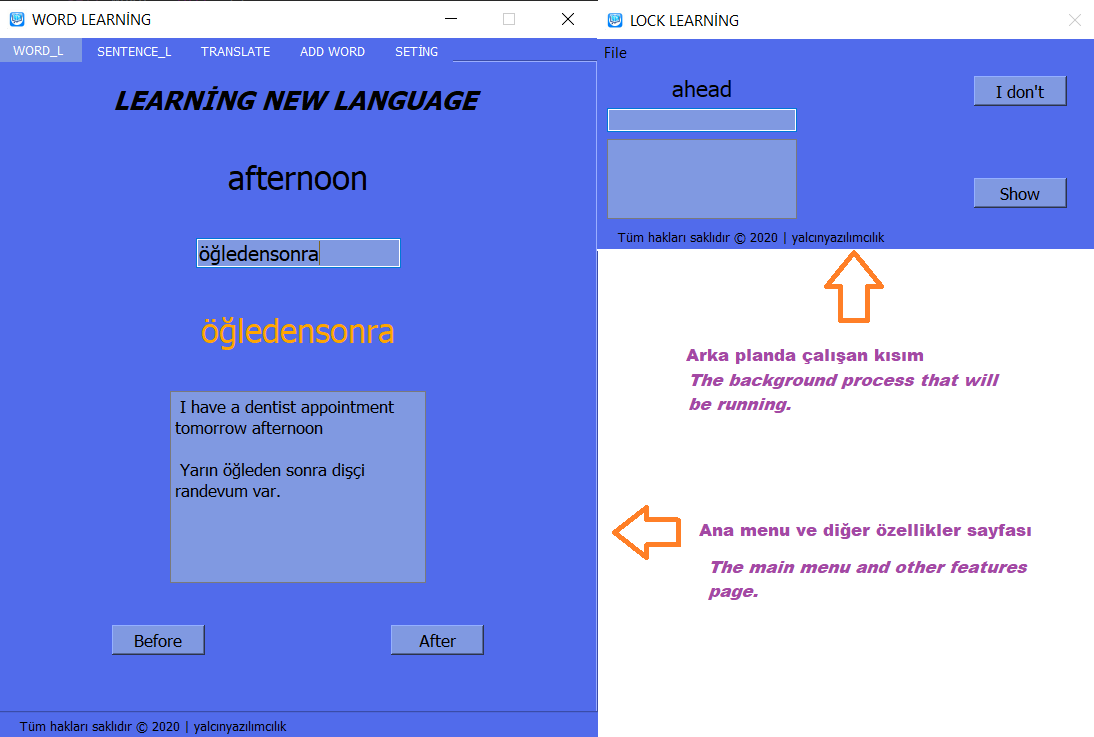 WORD LEARNİNG
WORD_L SENTENCE_L TRANSLATE ADD WORD SETİNG
LEARNİNG NEW LANGUAGE
afternoon
öğledensonra
öğledensonra
I have a dentist appointment
tomorrow afternoon
Yarın öğleden sonra dişçi
randevum var.
Before After
Tüm hakları saklıdır © 2020 | yalcınyazılımcılık
LOCK LEARNİNG
File
ahead
I don't
Show
Tüm hakları saklıdır © 2020 | yalcınyazılımcılık
Arka planda çalışan kısım
The background process that will
be running.
Ana menu ve diğer özellikler sayfası
The main menu and other features
page.